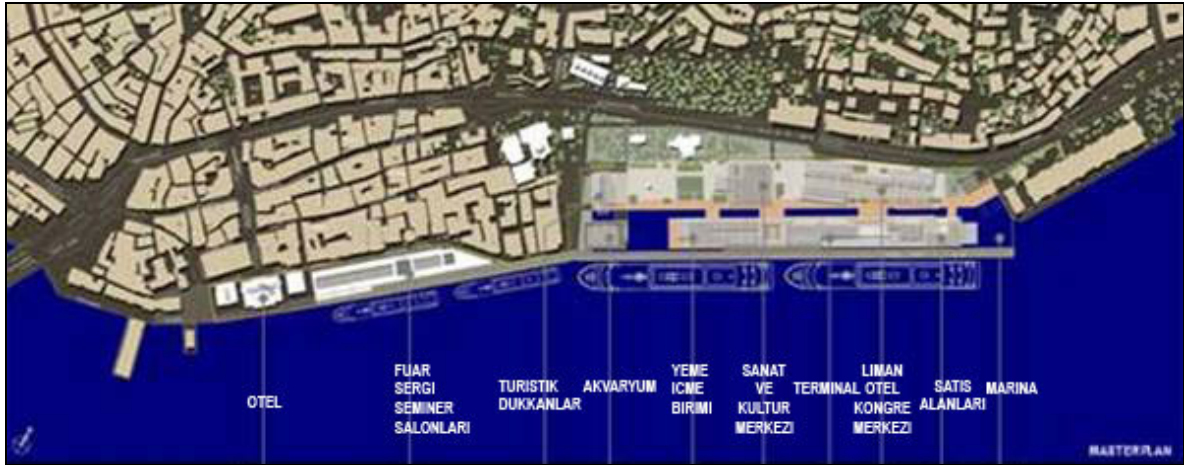 OTEL
FUAR
SERGI
SEMINER
SALONLARI
TURISTIK
DUKKANLAR
AKVARYUM
YEME
ICME
BIRIMI
SANAT
VE
KULTUR
MERKEZI
TERMINAL
LIMAN
OTEL
KONGRE
MERKEZI
SATIS
ALANLARI
MARINA
MASTERPLAN